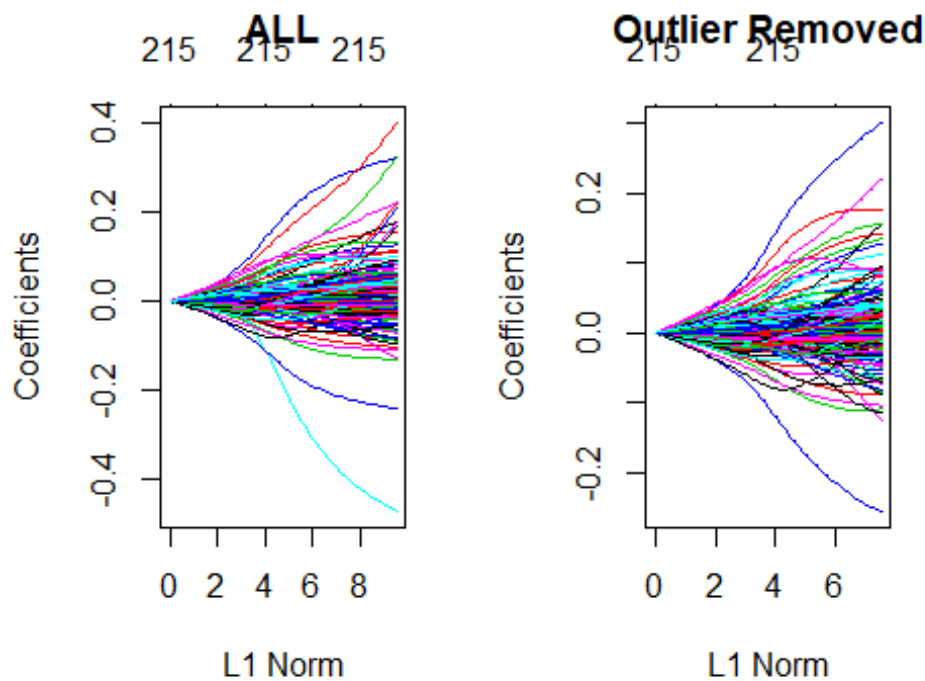 ALL
215 215 215
Coefficients
0.4
0.2
0.0
-0.2
-0.4
0 2 4 6 8
L1 Norm
Outlier Removed
215 215
Coefficients
0.2
0.0
-0.2
0 2 4 6
L1 Norm